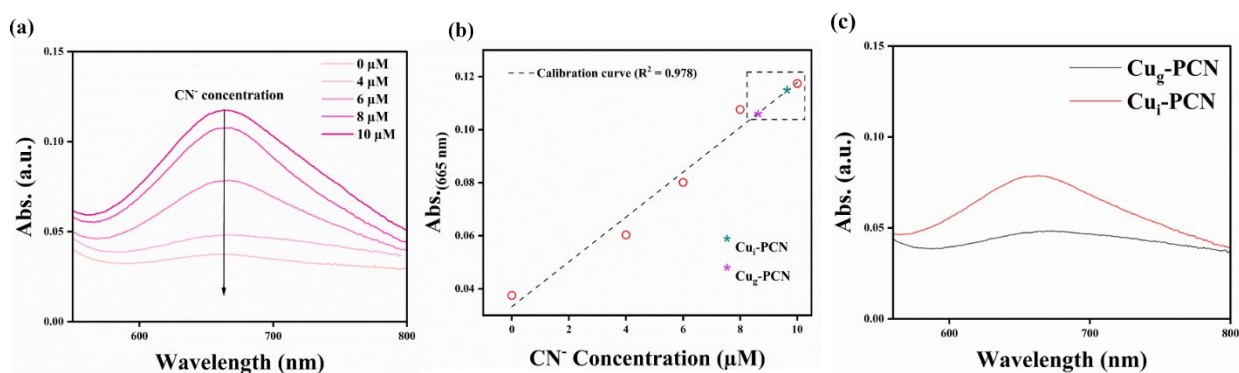 (a)
0.15
0.10
0.05
0.00
Abs. (a.u.)
CN⁻ concentration
0 µM
4 µM
6 µM
8 µM
10 µM
600
700
800
Wavelength (nm)
(b)
0.12
0.10
0.08
0.06
0.04
Abs.(665 nm)
Calibration curve (R² = 0.978)
Cuᵢ-PCN
Cu_g-PCN
0
2
4
6
8
10
CN⁻ Concentration (µM)
(c)
0.15
0.10
0.05
0.00
Abs. (a.u.)
Cu_g-PCN
Cuᵢ-PCN
600
700
800
Wavelength (nm)